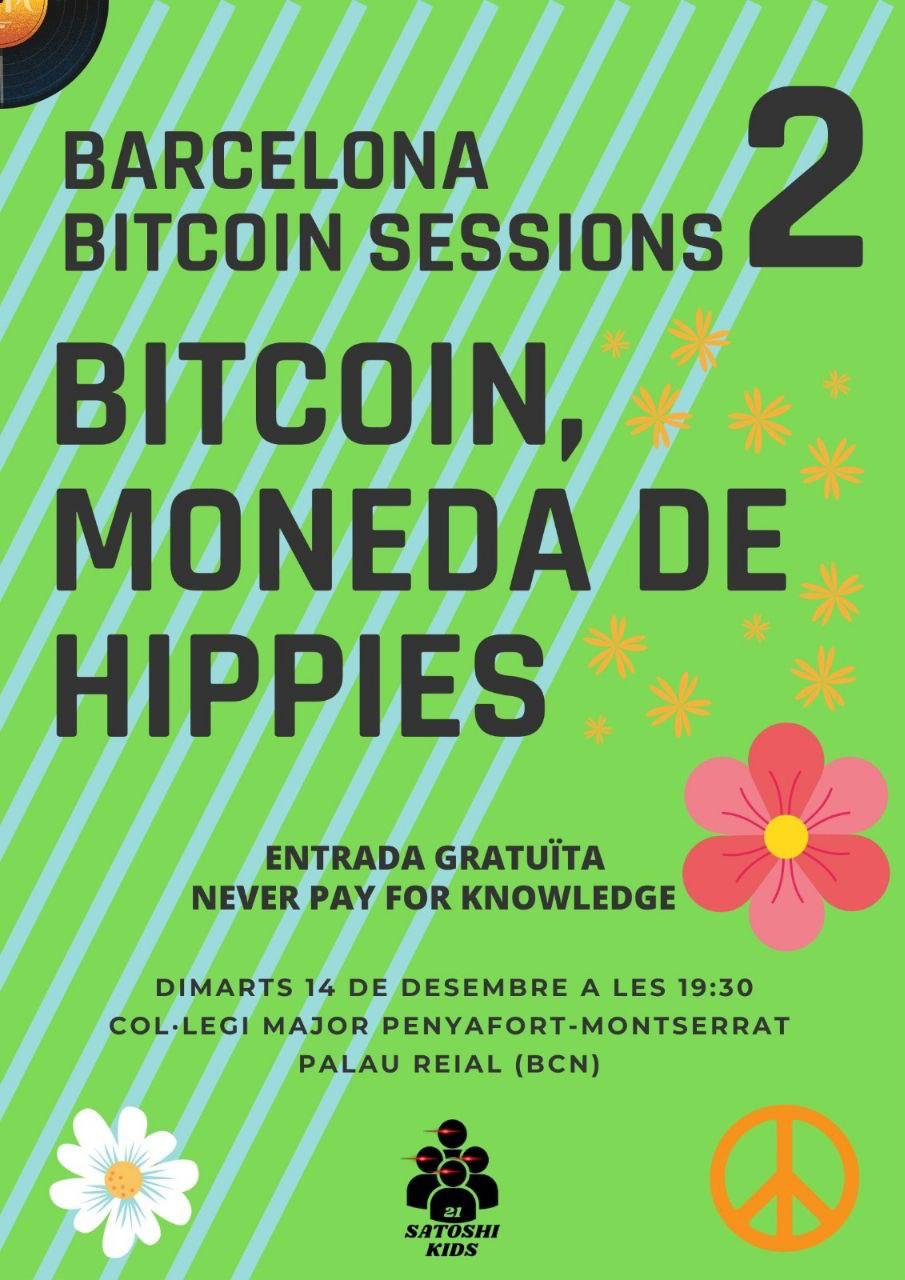 BARCELONA
BITCOIN SESSIONS 2
BITCOIN,
MONEDA DE
HIPPIES
ENTRADA GRATUÏTA
NEVER PAY FOR KNOWLEDGE
DIMARTS 14 DE DESEMBRE A LES 19:30
COL·LEGI MAJOR PENYAFORT-MONTSERRAT
PALAU REIAL (BCN)
21
SATOSHI
KIDS